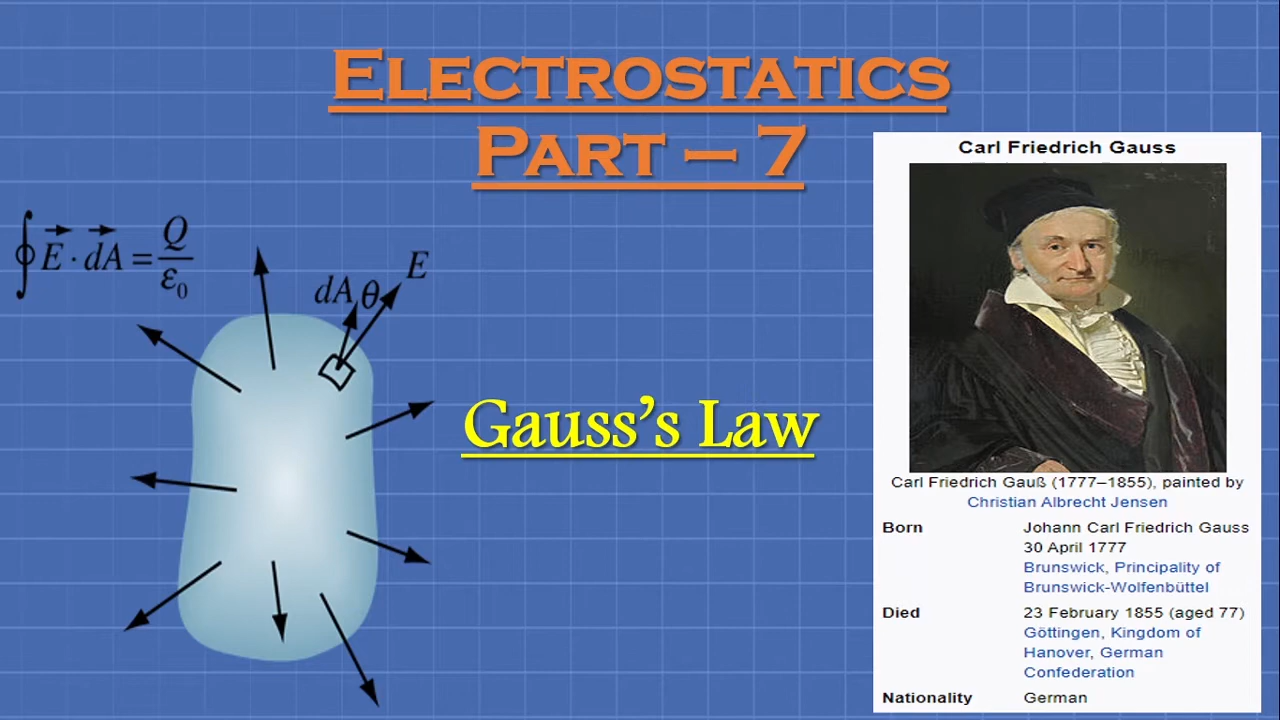 Electrostatics
Part – 7
∮ E⃗ · dA⃗ = Q / ε₀
dA θ E
Gauss's Law
Carl Friedrich Gauss
Carl Friedrich Gauß (1777–1855), painted by
Christian Albrecht Jensen
Born Johann Carl Friedrich Gauss
30 April 1777
Brunswick, Principality of
Brunswick-Wolfenbüttel
Died 23 February 1855 (aged 77)
Göttingen, Kingdom of
Hanover, German
Confederation
Nationality German